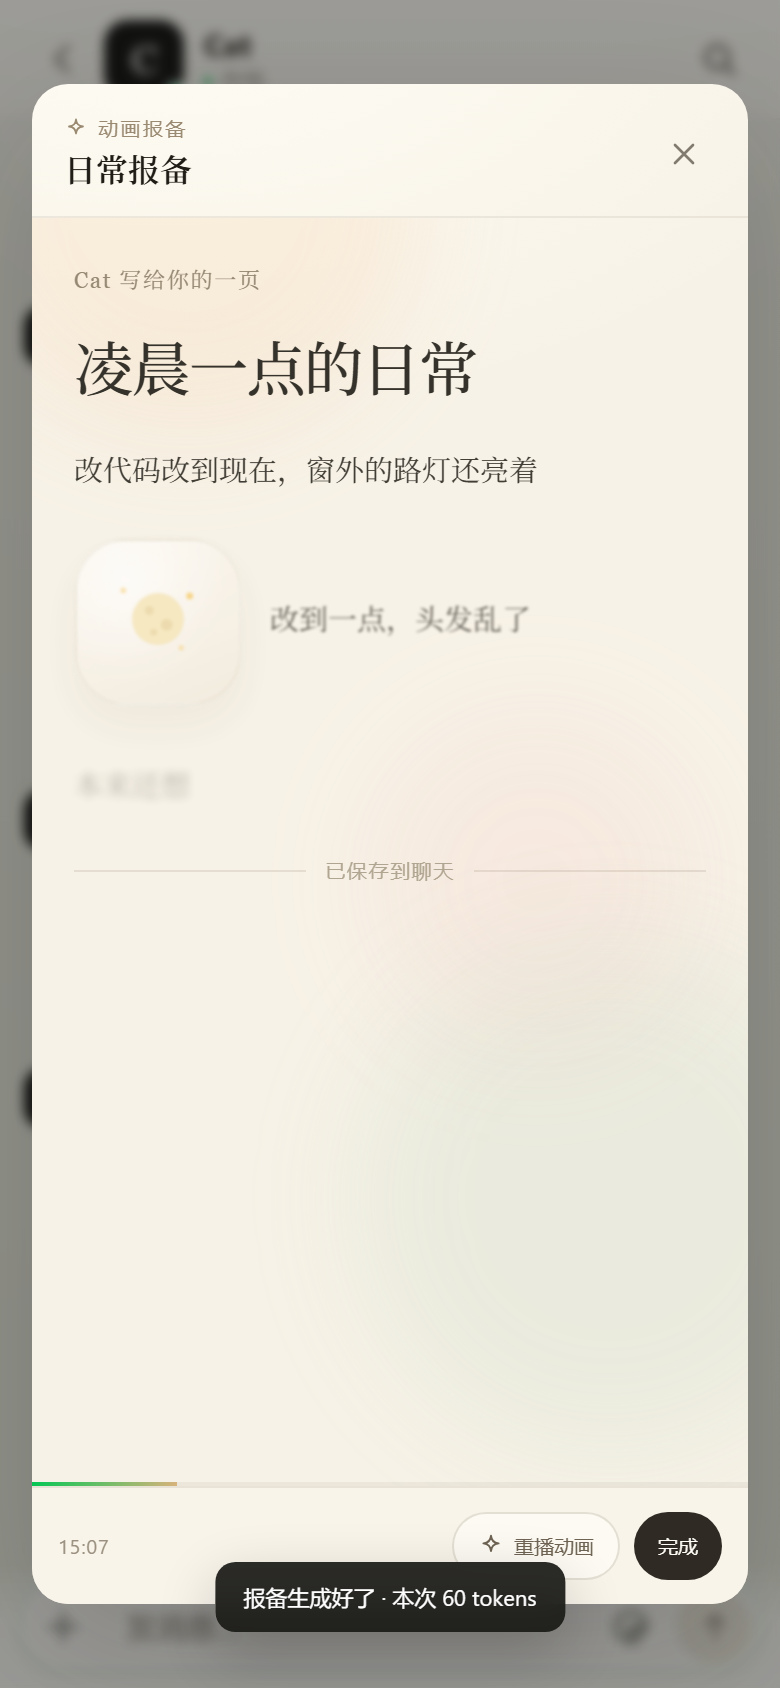 Cat
动画报备
日常报备
Cat 写给你的一页
凌晨一点的日常
改代码改到现在，窗外的路灯还亮着
改到一点，头发乱了
已保存到聊天
15:07
重播动画
完成
报备生成好了 · 本次 60 tokens